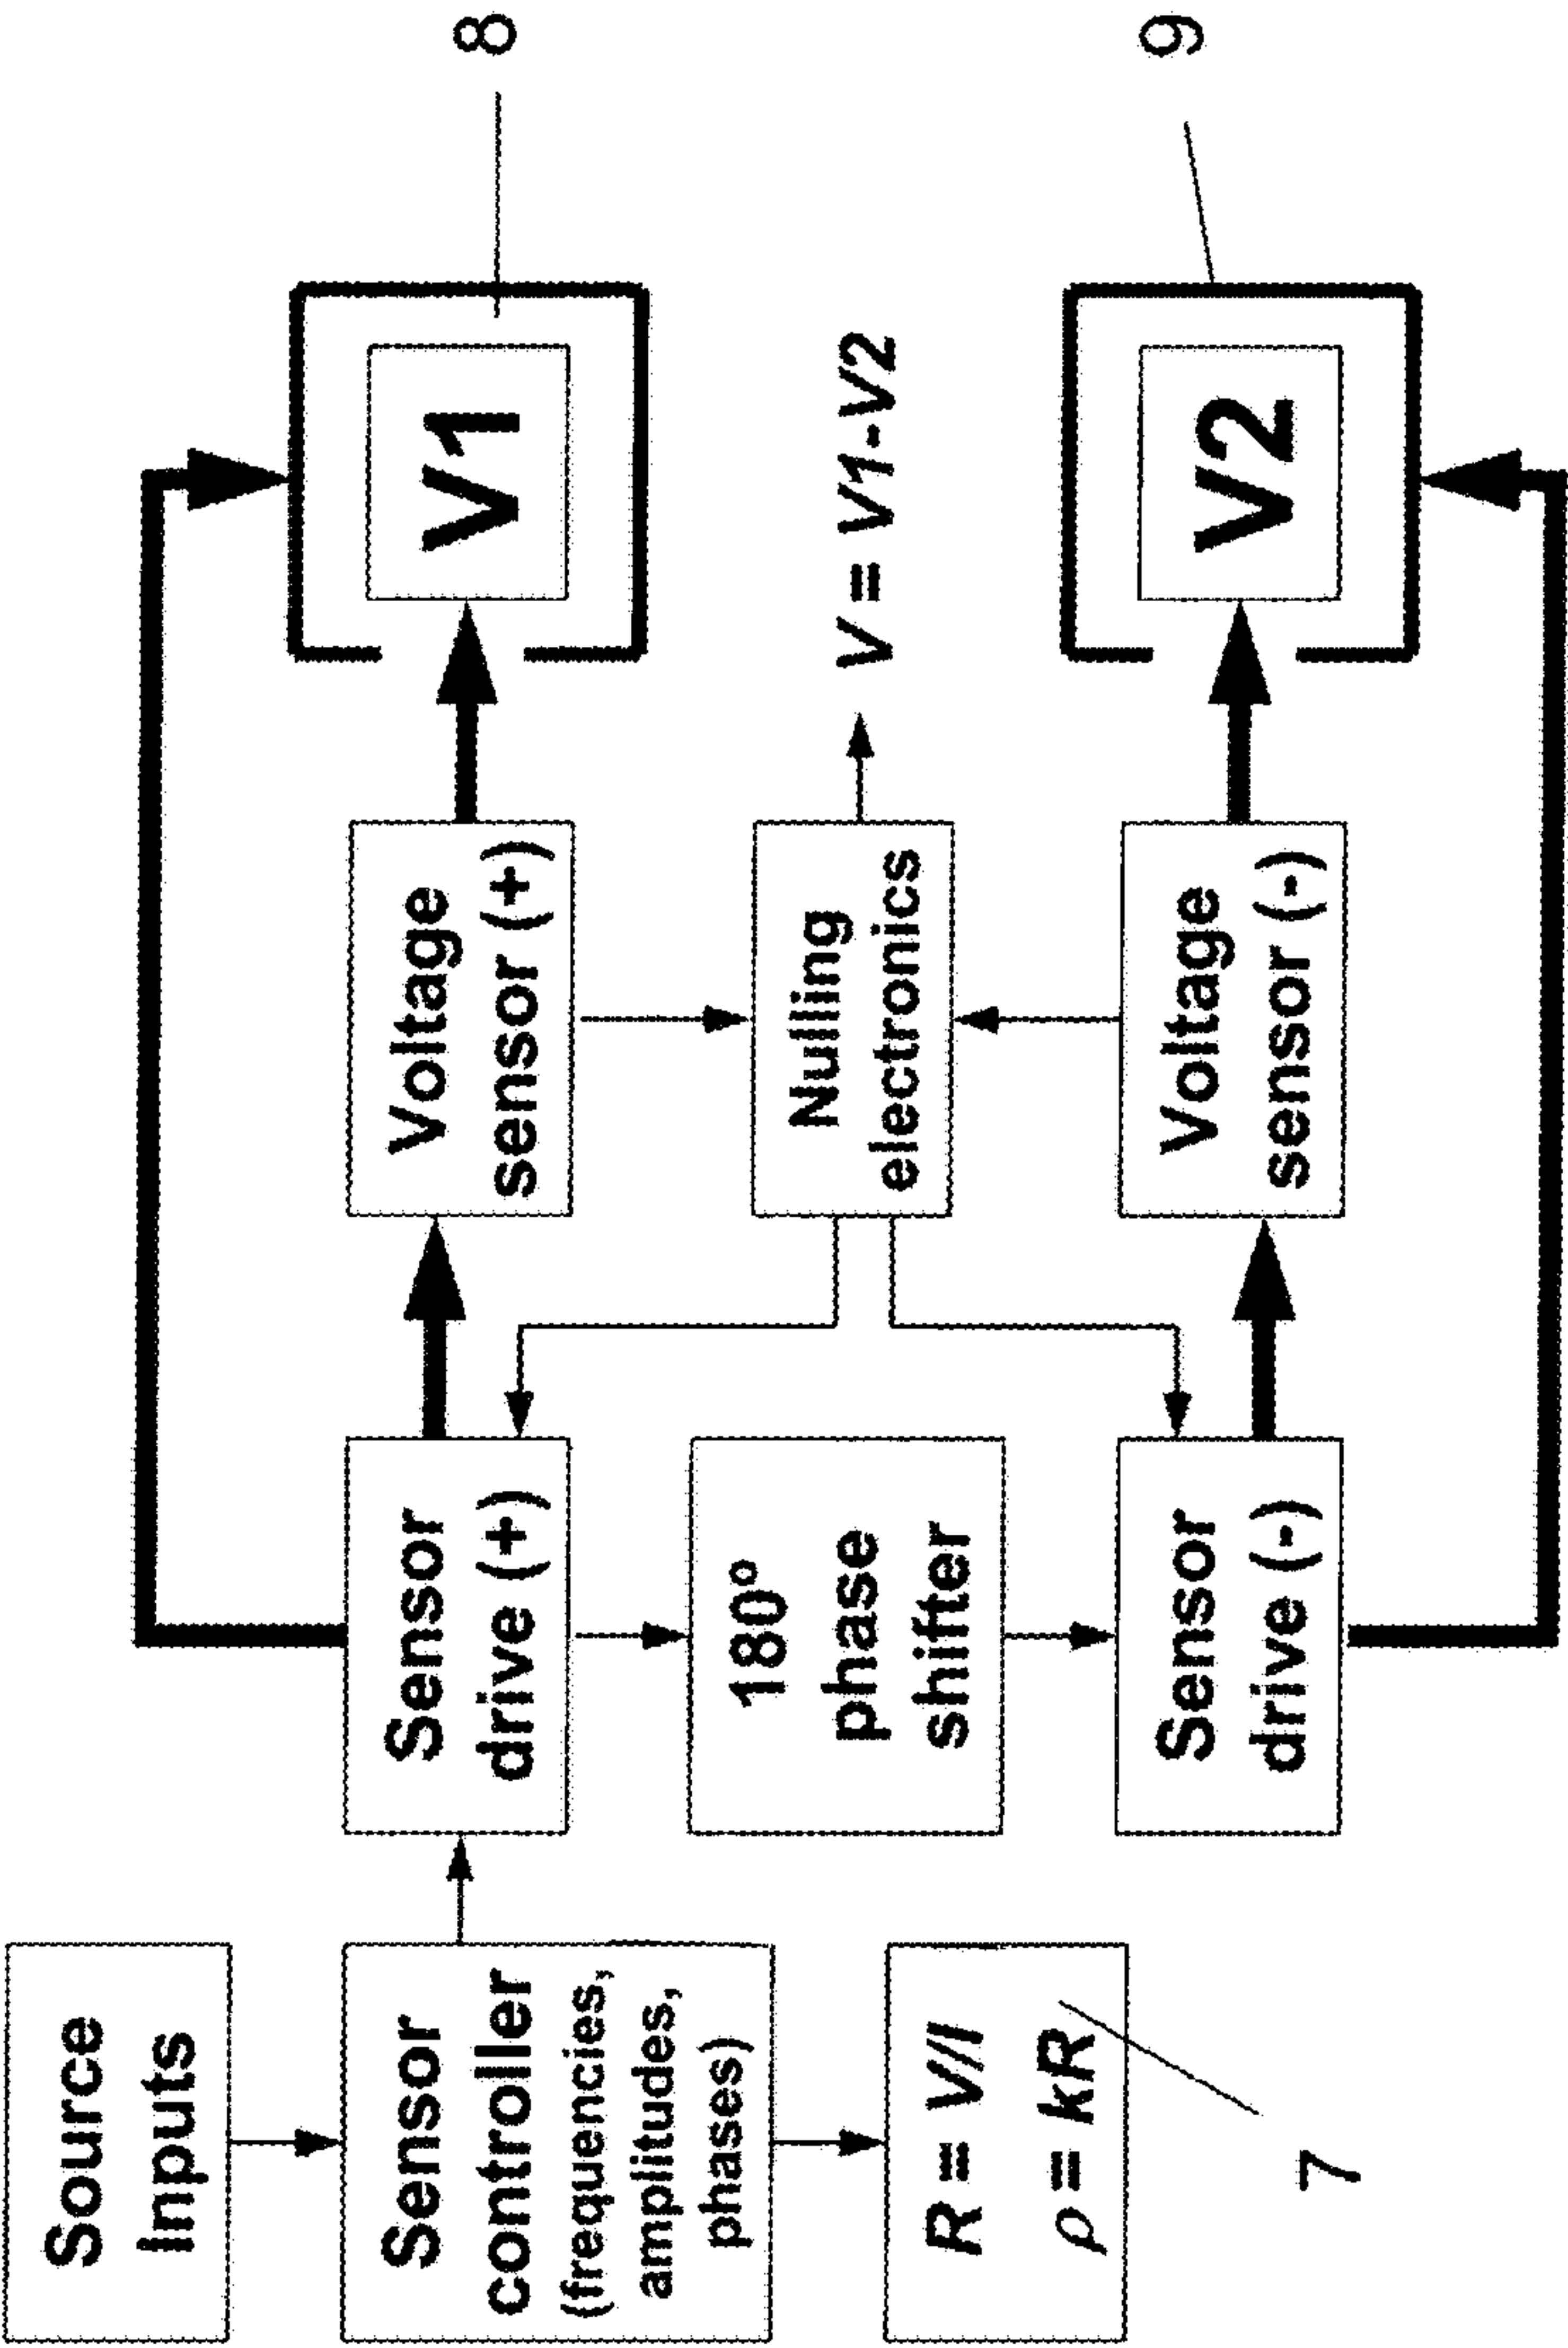 Source
Inputs
Sensor
controller
(frequencies,
amplitudes,
phases)
R = V/I
ρ = kR
7
Sensor
drive (+)
180º
phase
shifter
Sensor
drive (-)
Voltage
sensor (+)
Nulling
electronics
Voltage
sensor (-)
V1
V = V1-V2
V2
8
9